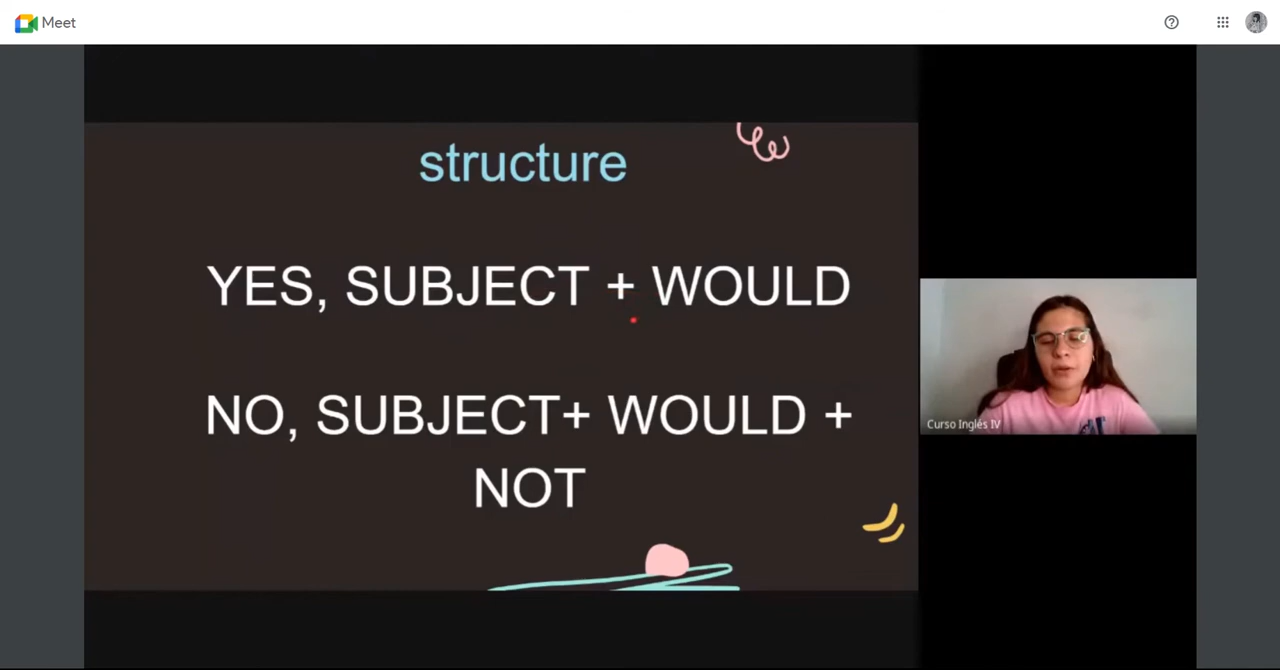 Meet
structure
YES, SUBJECT + WOULD
NO, SUBJECT+ WOULD +
NOT
Curso Inglés IV